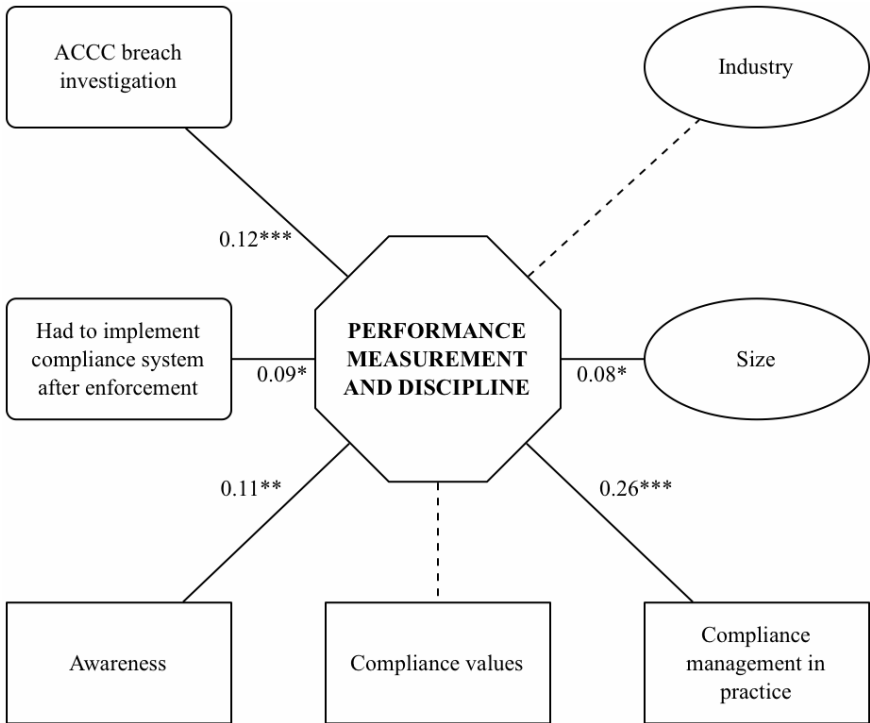 ACCC breach
investigation
Industry
0.12***
Had to implement
compliance system
after enforcement
0.09*
PERFORMANCE
MEASUREMENT
AND DISCIPLINE
0.08*
Size
0.11**
0.26***
Awareness
Compliance values
Compliance
management in
practice